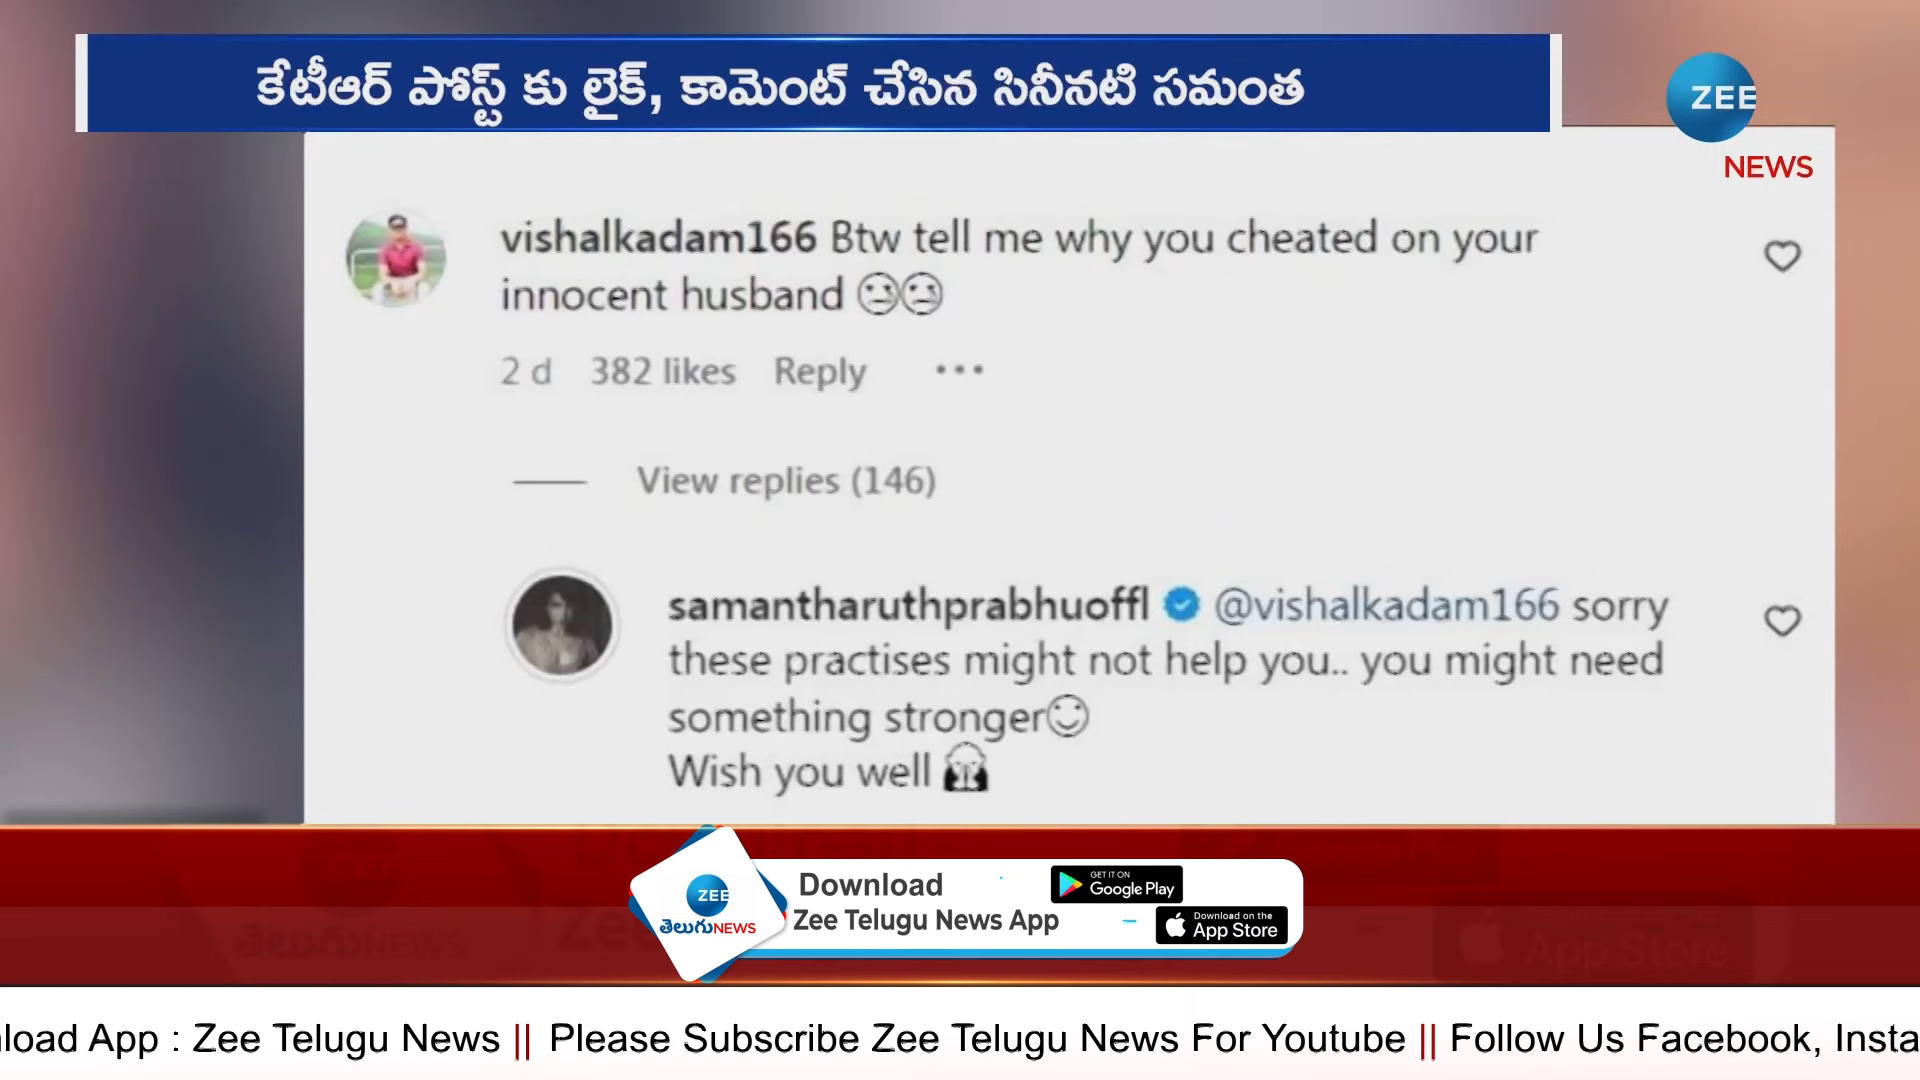 కేటీఆర్ పోస్ట్ కు లైక్, కామెంట్ చేసిన సినీనటి సమంత
ZEE
NEWS
vishalkadam166 Btw tell me why you cheated on your
innocent husband
2 d 382 likes Reply
View replies (146)
samantharuthprabhuoffl @vishalkadam166 sorry
these practises might not help you.. you might need
something stronger
Wish you well
ZEE
తెలుగు NEWS
Download
Zee Telugu News App
GET IT ON
Google Play
Download on the
App Store
load App : Zee Telugu News || Please Subscribe Zee Telugu News For Youtube || Follow Us Facebook, Insta